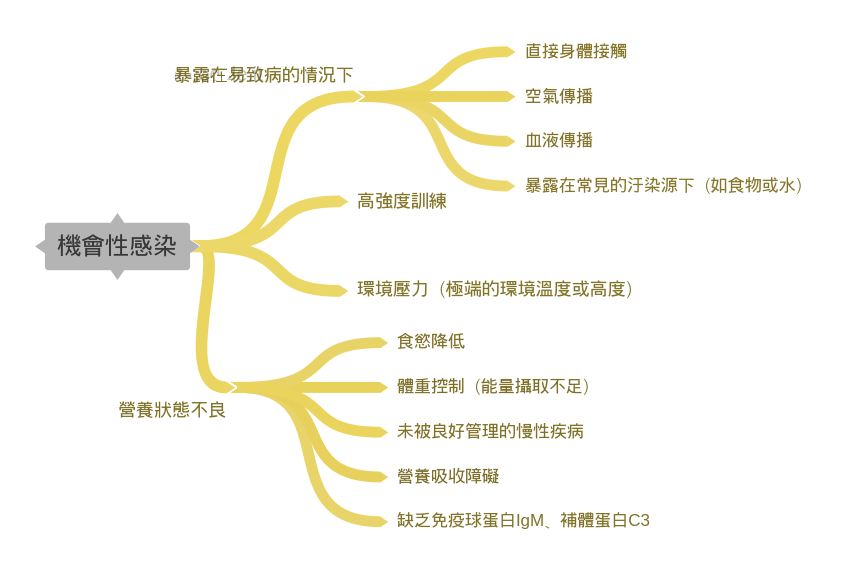 機會性感染
暴露在易致病的情況下
直接身體接觸
空氣傳播
血液傳播
暴露在常見的汙染源下（如食物或水）
高強度訓練
環境壓力（極端的環境溫度或高度）
營養狀態不良
食慾降低
體重控制（能量攝取不足）
未被良好管理的慢性疾病
營養吸收障礙
缺乏免疫球蛋白IgM、補體蛋白C3